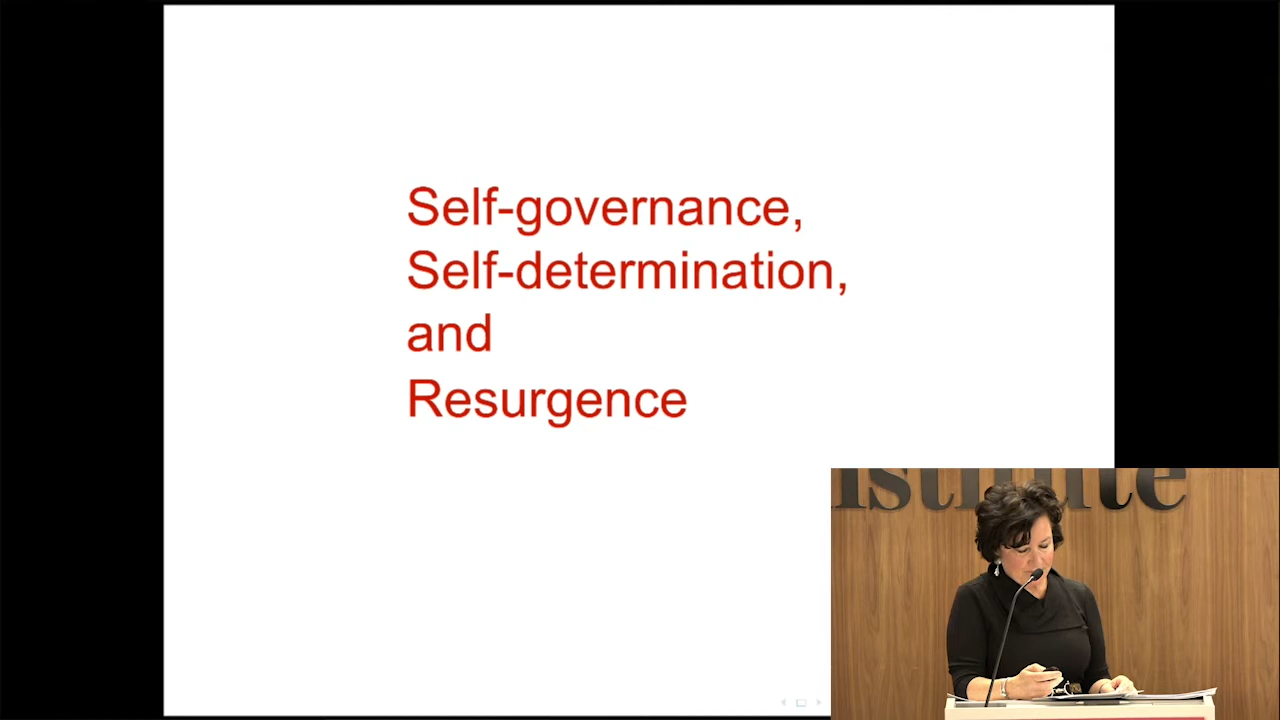 Self-governance,
Self-determination,
and
Resurgence